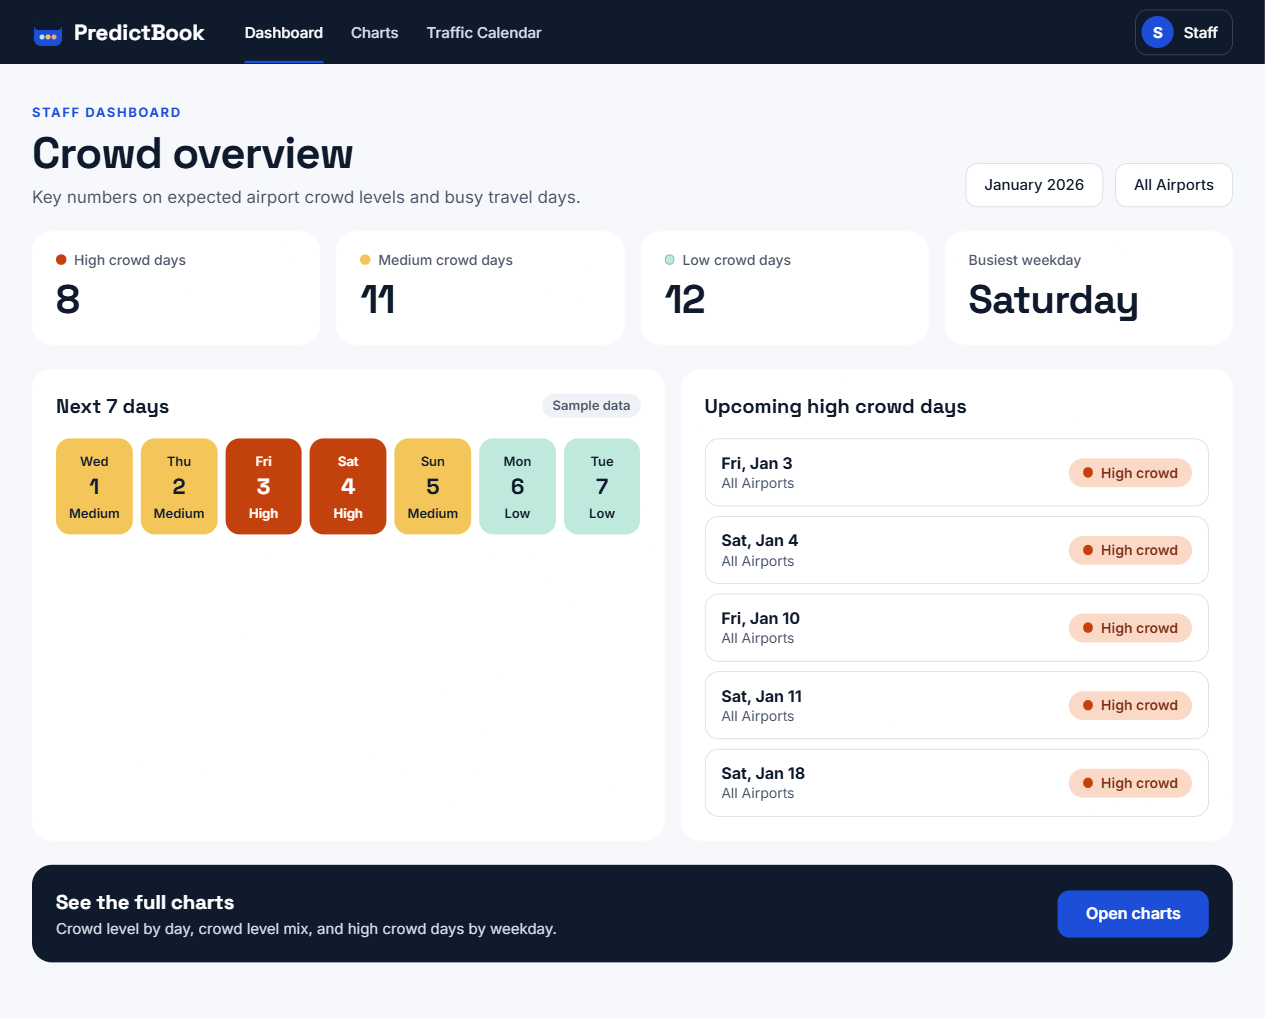 PredictBook
Dashboard
Charts
Traffic Calendar
S
Staff
STAFF DASHBOARD
Crowd overview
Key numbers on expected airport crowd levels and busy travel days.
January 2026
All Airports
High crowd days
8
Medium crowd days
11
Low crowd days
12
Busiest weekday
Saturday
Next 7 days
Sample data
Wed
1
Medium
Thu
2
Medium
Fri
3
High
Sat
4
High
Sun
5
Medium
Mon
6
Low
Tue
7
Low
Upcoming high crowd days
Fri, Jan 3
All Airports
High crowd
Sat, Jan 4
All Airports
High crowd
Fri, Jan 10
All Airports
High crowd
Sat, Jan 11
All Airports
High crowd
Sat, Jan 18
All Airports
High crowd
See the full charts
Crowd level by day, crowd level mix, and high crowd days by weekday.
Open charts